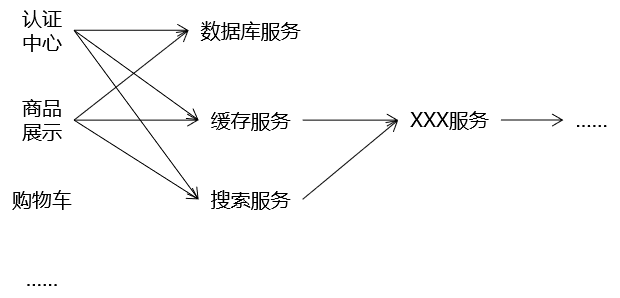 认证
中心
数据库服务
商品
展示
缓存服务
XXX服务
......
购物车
搜索服务
......